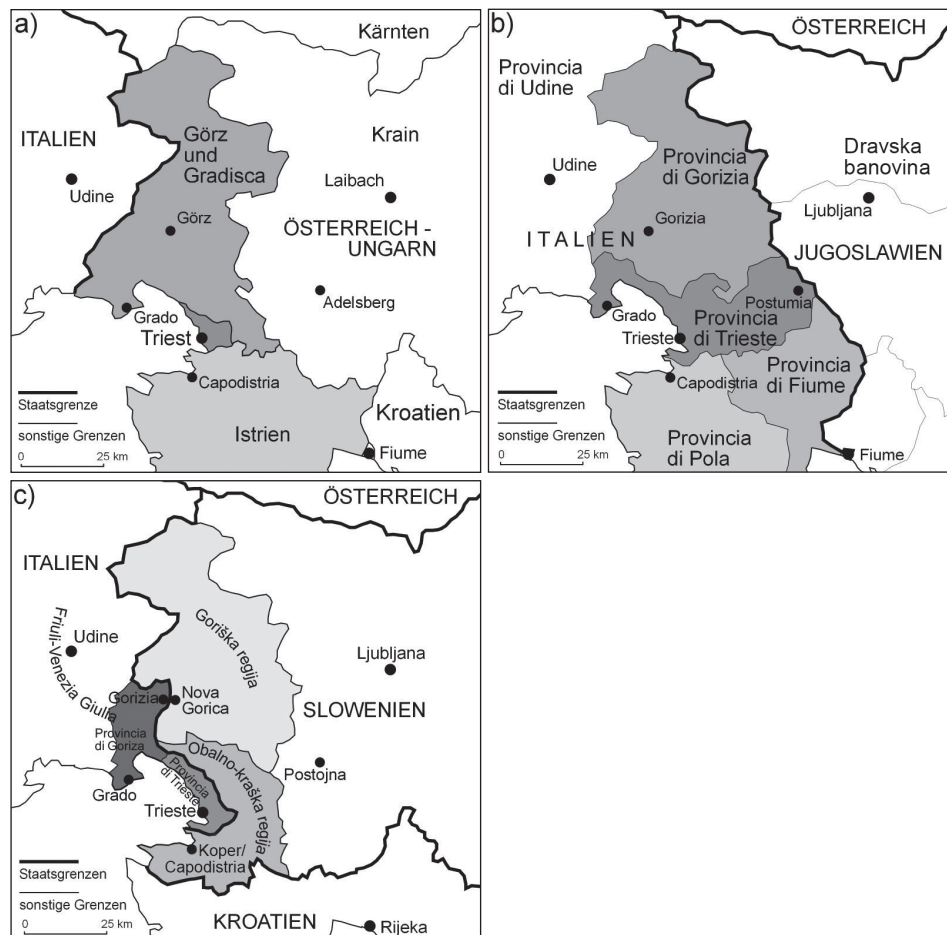 a)
Kärnten
ITALIEN
Görz
und
Gradisca
Krain
Udine
Laibach
Görz
ÖSTERREICH -
UNGARN
Adelsberg
Grado
Triest
Capodistria
Staatsgrenze
Kroatien
sonstige Grenzen
Istrien
0 25 km
Fiume
b)
ÖSTERREICH
Provincia
di Udine
Udine
Provincia
di Gorizia
Dravska
banovina
Ljubljana
Gorizia
ITALIEN
JUGOSLAWIEN
Postumia
Grado
Trieste
Provincia
di Trieste
Capodistria
Provincia
di Fiume
Staatsgrenze
sonstige Grenzen
Provincia
di Pola
0 25 km
Fiume
c)
ÖSTERREICH
ITALIEN
Friuli-Venezia Giulia
Udine
Goriška regija
Ljubljana
Gorizia
Nova
Gorica
SLOWENIEN
Provincia
di Goriza
Obalno-kraška regija
Provincia
di Trieste
Postojna
Grado
Trieste
Koper/
Capodistria
Staatsgrenzen
sonstige Grenzen
0 25 km
KROATIEN
Rijeka